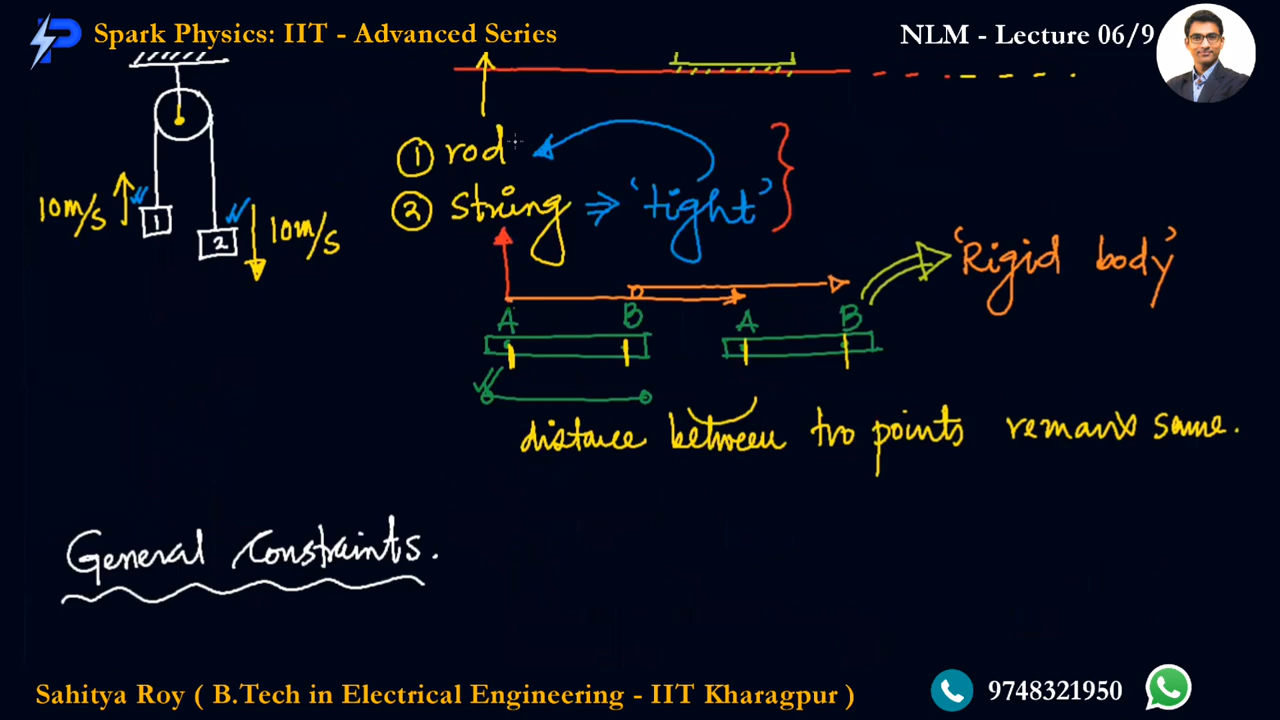 Spark Physics: IIT - Advanced Series
NLM - Lecture 06/9
① rod
② string ⇒ 'tight'
10m/s
1
2
10m/s
'Rigid body'
A B A B
distance between two points remains same.
General Constraints.
Sahitya Roy ( B.Tech in Electrical Engineering - IIT Kharagpur )
9748321950